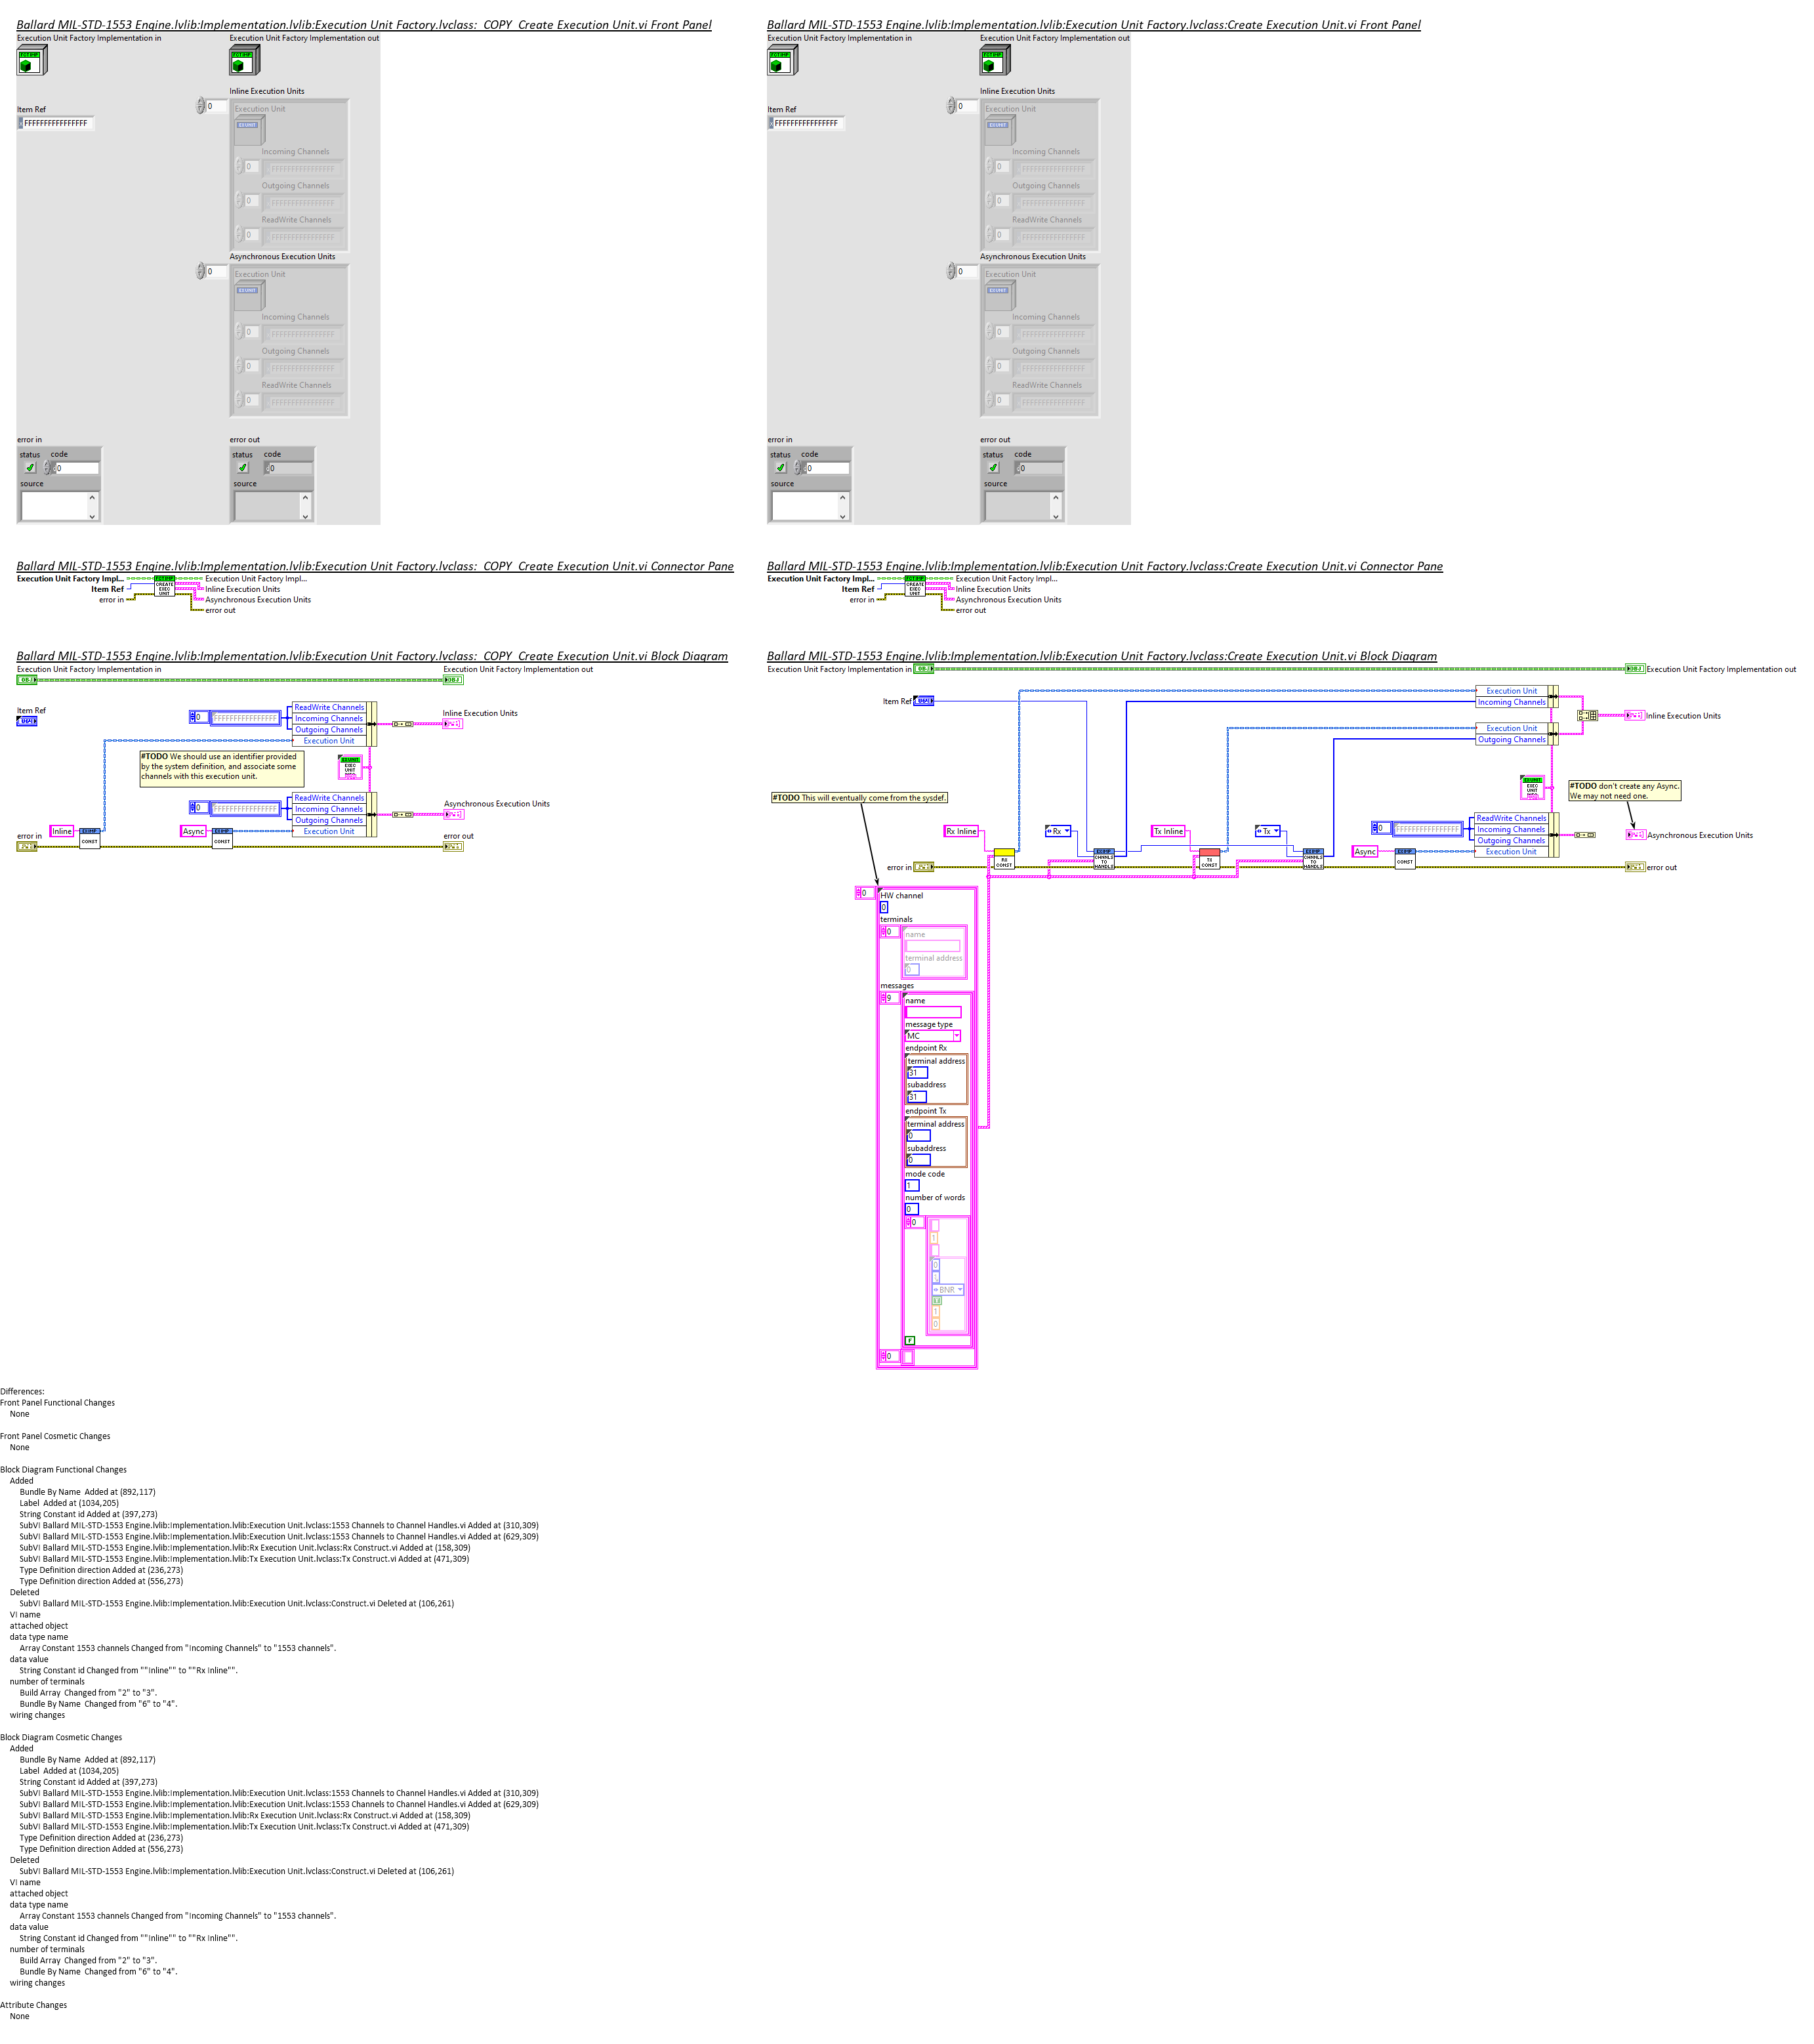 Ballard MIL-STD-1553 Engine.lvlib:Implementation.lvlib:Execution Unit Factory.lvclass:_COPY_Create Execution Unit.vi Front Panel
Execution Unit Factory Implementation in
Execution Unit Factory Implementation out
Inline Execution Units
0
Execution Unit
Item Ref
FFFFFFFFFFFFFFFF
Incoming Channels
0
Outgoing Channels
0
ReadWrite Channels
0
Asynchronous Execution Units
0
Execution Unit
Incoming Channels
0
Outgoing Channels
0
ReadWrite Channels
0
error in
error out
status code
0
status code
0
source
source
Ballard MIL-STD-1553 Engine.lvlib:Implementation.lvlib:Execution Unit Factory.lvclass:Create Execution Unit.vi Front Panel
Execution Unit Factory Implementation in
Execution Unit Factory Implementation out
Inline Execution Units
0
Execution Unit
Item Ref
FFFFFFFFFFFFFFFF
Incoming Channels
0
Outgoing Channels
0
ReadWrite Channels
0
Asynchronous Execution Units
0
Execution Unit
Incoming Channels
0
Outgoing Channels
0
ReadWrite Channels
0
error in
error out
status code
0
status code
0
source
source
Ballard MIL-STD-1553 Engine.lvlib:Implementation.lvlib:Execution Unit Factory.lvclass:_COPY_Create Execution Unit.vi Connector Pane
Execution Unit Factory Impl...
Item Ref
error in
CREATE
EXEC
UNIT
Execution Unit Factory Impl...
Inline Execution Units
Asynchronous Execution Units
error out
Ballard MIL-STD-1553 Engine.lvlib:Implementation.lvlib:Execution Unit Factory.lvclass:Create Execution Unit.vi Connector Pane
Execution Unit Factory Impl...
Item Ref
error in
CREATE
EXEC
UNIT
Execution Unit Factory Impl...
Inline Execution Units
Asynchronous Execution Units
error out
Ballard MIL-STD-1553 Engine.lvlib:Implementation.lvlib:Execution Unit Factory.lvclass:_COPY_Create Execution Unit.vi Block Diagram
Execution Unit Factory Implementation in
Execution Unit Factory Implementation out
Item Ref
0
ReadWrite Channels
Incoming Channels
Outgoing Channels
Execution Unit
Inline Execution Units
#TODO We should use an identifier provided
by the system definition, and associate some
channels with this execution unit.
EXEC
UNIT
0
ReadWrite Channels
Incoming Channels
Outgoing Channels
Execution Unit
Asynchronous Execution Units
error in
Inline
CONST
Async
CONST
error out
Ballard MIL-STD-1553 Engine.lvlib:Implementation.lvlib:Execution Unit Factory.lvclass:Create Execution Unit.vi Block Diagram
Execution Unit Factory Implementation in
Execution Unit Factory Implementation out
Item Ref
Execution Unit
Incoming Channels
Inline Execution Units
Execution Unit
Outgoing Channels
EXEC
UNIT
#TODO don't create any Async.
We may not need one.
#TODO This will eventually come from the sysdef.
0
ReadWrite Channels
Incoming Channels
Outgoing Channels
Execution Unit
Asynchronous Execution Units
Rx Inline
Rx
Tx Inline
Tx
Async
error in
RX
CONST
CHNNLS
TO
HANDLS
TX
CONST
CHNNLS
TO
HANDLS
CONST
error out
0
HW channel
0
terminals
0
name
terminal address
0
messages
9
name
message type
MC
endpoint Rx
terminal address
31
subaddress
31
endpoint Tx
terminal address
0
subaddress
0
mode code
1
number of words
0
0
1
0
BNR
1
0
F
0
Differences:
Front Panel Functional Changes
None
Front Panel Cosmetic Changes
None
Block Diagram Functional Changes
Added
Bundle By Name  Added at (892,117)
Label  Added at (1034,205)
String Constant id Added at (397,273)
SubVI Ballard MIL-STD-1553 Engine.lvlib:Implementation.lvlib:Execution Unit.lvclass:1553 Channels to Channel Handles.vi Added at (310,309)
SubVI Ballard MIL-STD-1553 Engine.lvlib:Implementation.lvlib:Execution Unit.lvclass:1553 Channels to Channel Handles.vi Added at (629,309)
SubVI Ballard MIL-STD-1553 Engine.lvlib:Implementation.lvlib:Rx Execution Unit.lvclass:Rx Construct.vi Added at (158,309)
SubVI Ballard MIL-STD-1553 Engine.lvlib:Implementation.lvlib:Tx Execution Unit.lvclass:Tx Construct.vi Added at (471,309)
Type Definition direction Added at (236,273)
Type Definition direction Added at (556,273)
Deleted
SubVI Ballard MIL-STD-1553 Engine.lvlib:Implementation.lvlib:Execution Unit.lvclass:Construct.vi Deleted at (106,261)
VI name
attached object
data type name
Array Constant 1553 channels Changed from "Incoming Channels" to "1553 channels".
data value
String Constant id Changed from ""Inline"" to ""Rx Inline"".
number of terminals
Build Array  Changed from "2" to "3".
Bundle By Name  Changed from "6" to "4".
wiring changes
Block Diagram Cosmetic Changes
Added
Bundle By Name  Added at (892,117)
Label  Added at (1034,205)
String Constant id Added at (397,273)
SubVI Ballard MIL-STD-1553 Engine.lvlib:Implementation.lvlib:Execution Unit.lvclass:1553 Channels to Channel Handles.vi Added at (310,309)
SubVI Ballard MIL-STD-1553 Engine.lvlib:Implementation.lvlib:Execution Unit.lvclass:1553 Channels to Channel Handles.vi Added at (629,309)
SubVI Ballard MIL-STD-1553 Engine.lvlib:Implementation.lvlib:Rx Execution Unit.lvclass:Rx Construct.vi Added at (158,309)
SubVI Ballard MIL-STD-1553 Engine.lvlib:Implementation.lvlib:Tx Execution Unit.lvclass:Tx Construct.vi Added at (471,309)
Type Definition direction Added at (236,273)
Type Definition direction Added at (556,273)
Deleted
SubVI Ballard MIL-STD-1553 Engine.lvlib:Implementation.lvlib:Execution Unit.lvclass:Construct.vi Deleted at (106,261)
VI name
attached object
data type name
Array Constant 1553 channels Changed from "Incoming Channels" to "1553 channels".
data value
String Constant id Changed from ""Inline"" to ""Rx Inline"".
number of terminals
Build Array  Changed from "2" to "3".
Bundle By Name  Changed from "6" to "4".
wiring changes
Attribute Changes
None